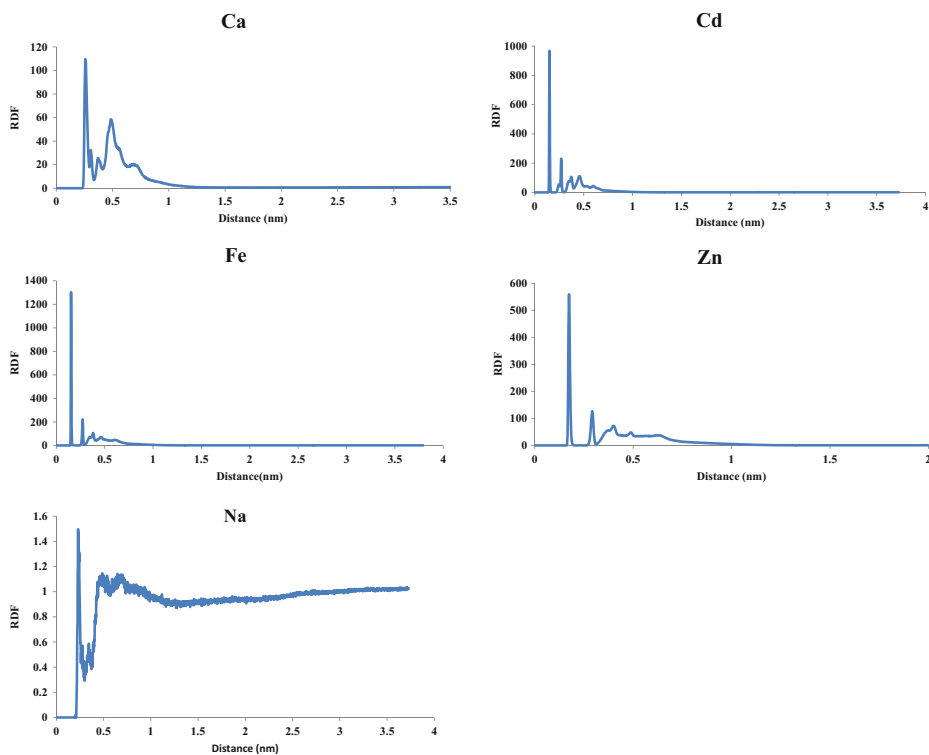 Ca
120
100
80
60
40
20
0
RDF
0 0.5 1 1.5 2 2.5 3 3.5
Distance (nm)
Cd
1000
800
600
400
200
0
RDF
0 0.5 1 1.5 2 2.5 3 3.5 4
Distance (nm)
Fe
1400
1200
1000
800
600
400
200
0
RDF
0 0.5 1 1.5 2 2.5 3 3.5 4
Distance(nm)
Zn
600
500
400
300
200
100
0
RDF
0 0.5 1 1.5 2
Distance (nm)
Na
1.6
1.4
1.2
1
0.8
0.6
0.4
0.2
0
RDF
0 0.5 1 1.5 2 2.5 3 3.5 4
Distance (nm)